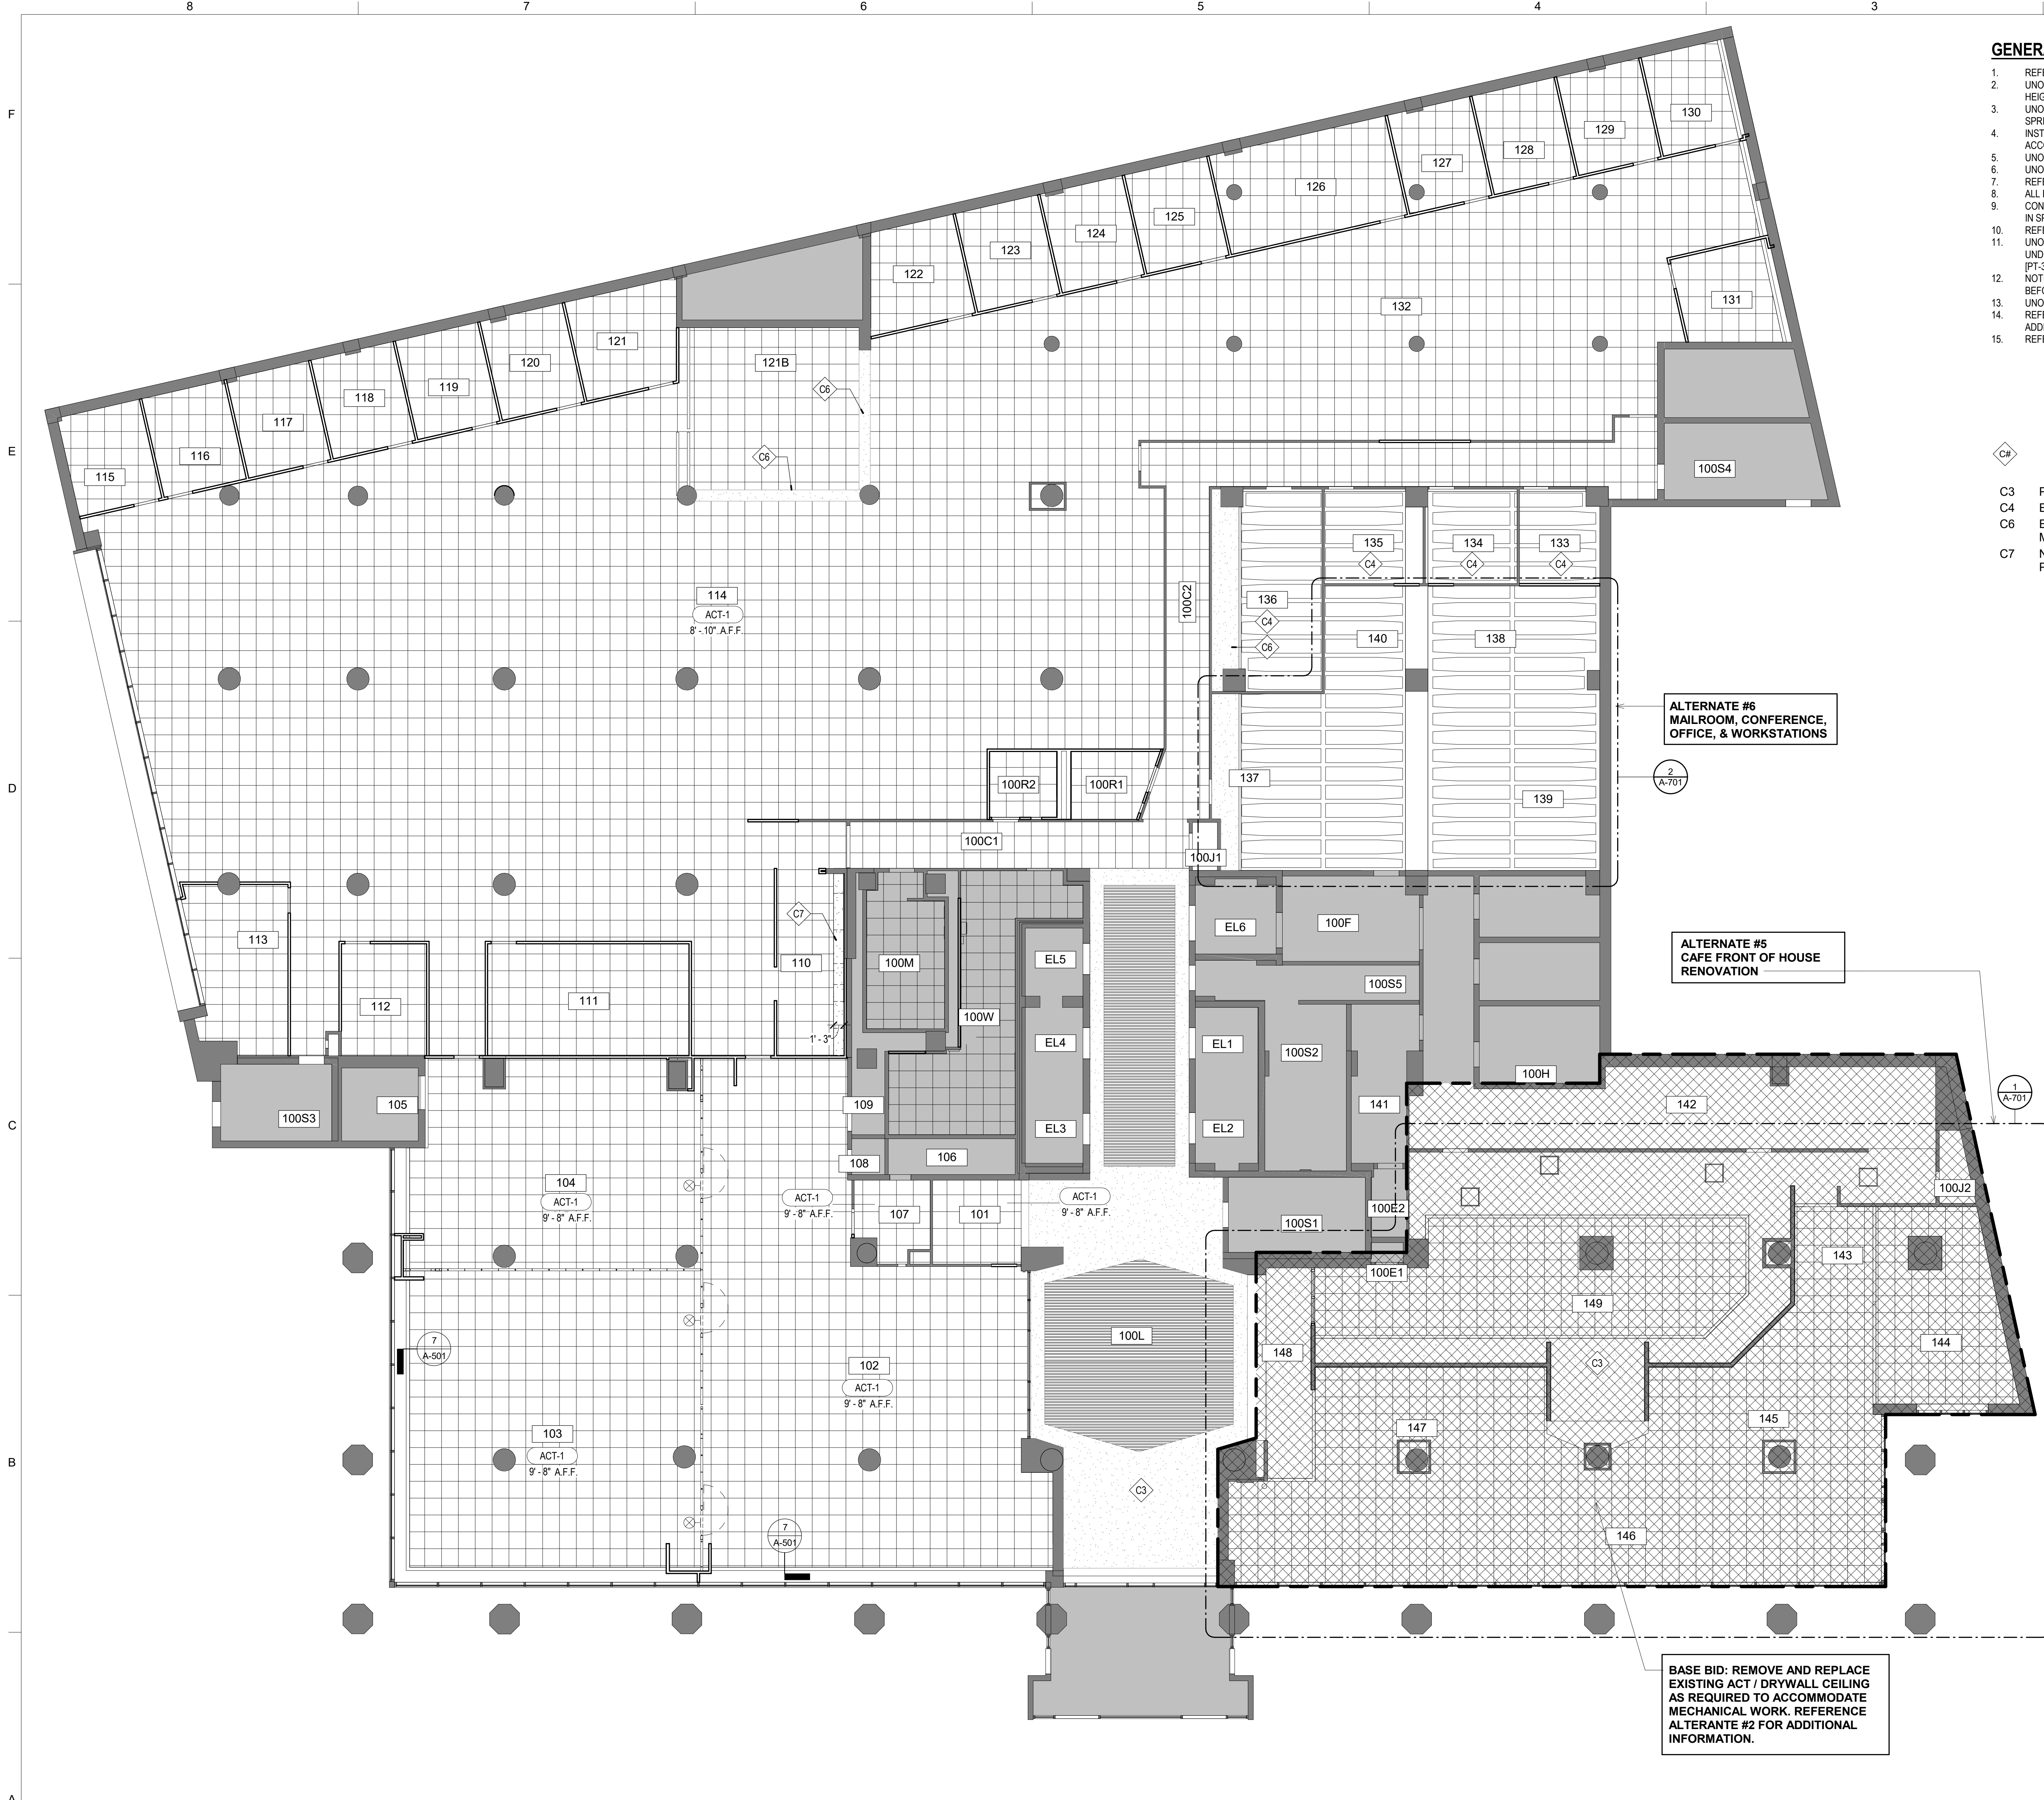 8 7 6 5 4 3
F
E
D
C
B
A
1.
2.
3.
4.
5.
6.
7.
8. ALL
9.
10.
11.
12. NOT
13.
14.
15.
IN
C#
C3
C4
C6
C7
130
129
128
127
126
125
124
123
122
132
131
121
121B
120
119
118
117
116
115
C6
C6
100S4
135
134
133
C4
C4
C4
114
ACT-1
8' - 10" A.F.F.
100C2
136
C4
C6
140
138
ALTERNATE #6
MAILROOM, CONFERENCE,
OFFICE, & WORKSTATIONS
2
A-701
100R2
100R1
137
139
100C1
100J1
C7
EL6
100F
113
110
100M
EL5
ALTERNATE #5
CAFE FRONT OF HOUSE
RENOVATION
100S5
112
111
100W
1' - 3"
EL4
EL1
100S2
100H
1
A-701
100S3
105
109
EL3
EL2
141
142
108
106
104
ACT-1
9' - 8" A.F.F.
ACT-1
9' - 8" A.F.F.
107
101
ACT-1
9' - 8" A.F.F.
100S1
100E2
100J2
143
100E1
149
144
7
A-501
100L
148
C3
102
ACT-1
9' - 8" A.F.F.
103
ACT-1
9' - 8" A.F.F.
147
145
C3
7
A-501
146
BASE BID: REMOVE AND REPLACE
EXISTING ACT / DRYWALL CEILING
AS REQUIRED TO ACCOMMODATE
MECHANICAL WORK. REFERENCE
ALTERANTE #2 FOR ADDITIONAL
INFORMATION.